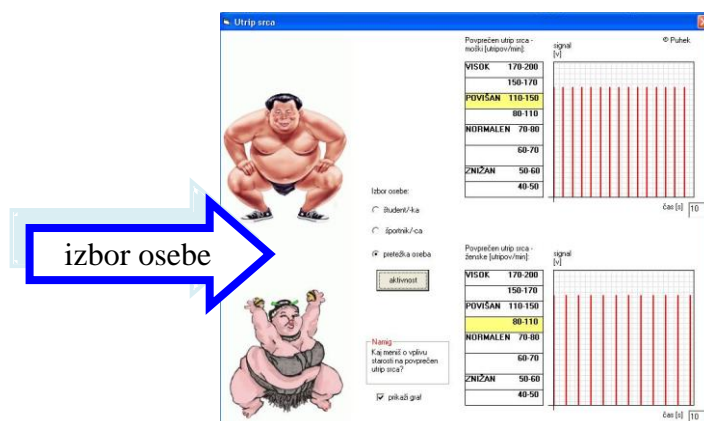 Utrip srca
Povprečen utrip srca -
moški [utripov/min]:
signal
[v]
© Puhek
VISOK 170-200
150-170
POVIŠAN 110-150
80-110
NORMALEN 70-80
60-70
ZNIŽAN 50-60
40-50
čas [s] 10
izbor osebe
Izbor osebe:
študent/-ka
športnik/-ca
pretežka oseba
aktivnost
Namig
Kaj meniš o vplivu
starosti na povprečen
utrip srca?
prikaži graf
Povprečen utrip srca -
ženske [utripov/min]:
signal
[v]
VISOK 170-200
150-170
POVIŠAN 110-150
80-110
NORMALEN 70-80
60-70
ZNIŽAN 50-60
40-50
čas [s] 10